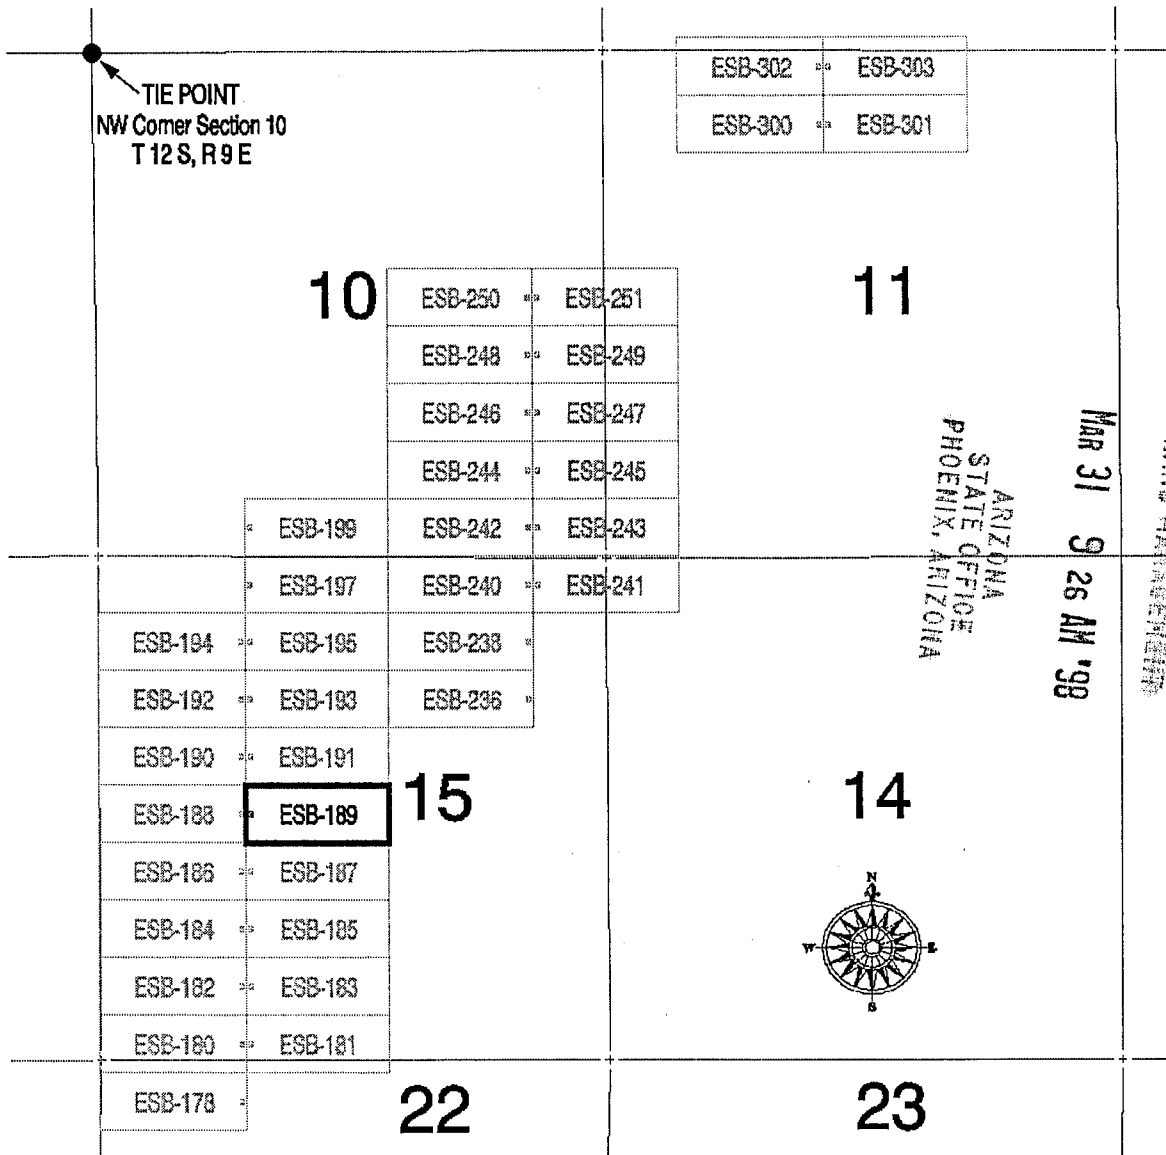 TIE POINT
NW Corner Section 10
T 12 S, R 9 E
ESB-302 ESB-303
ESB-300 ESB-301
10
11
ESB-250 ESB-251
ESB-248 ESB-249
ESB-246 ESB-247
ESB-244 ESB-245
ESB-199 ESB-242 ESB-243
ESB-197 ESB-240 ESB-241
ESB-194 ESB-195 ESB-238
ESB-192 ESB-193 ESB-236
ESB-190 ESB-191
ESB-188 ESB-189
15
14
ESB-186 ESB-187
ESB-184 ESB-185
ESB-182 ESB-183
ESB-180 ESB-181
ESB-178
22
23
N
W E
S
MAR 31 9 26 AM '98
ARIZONA
STATE OFFICE
PHOENIX, ARIZONA